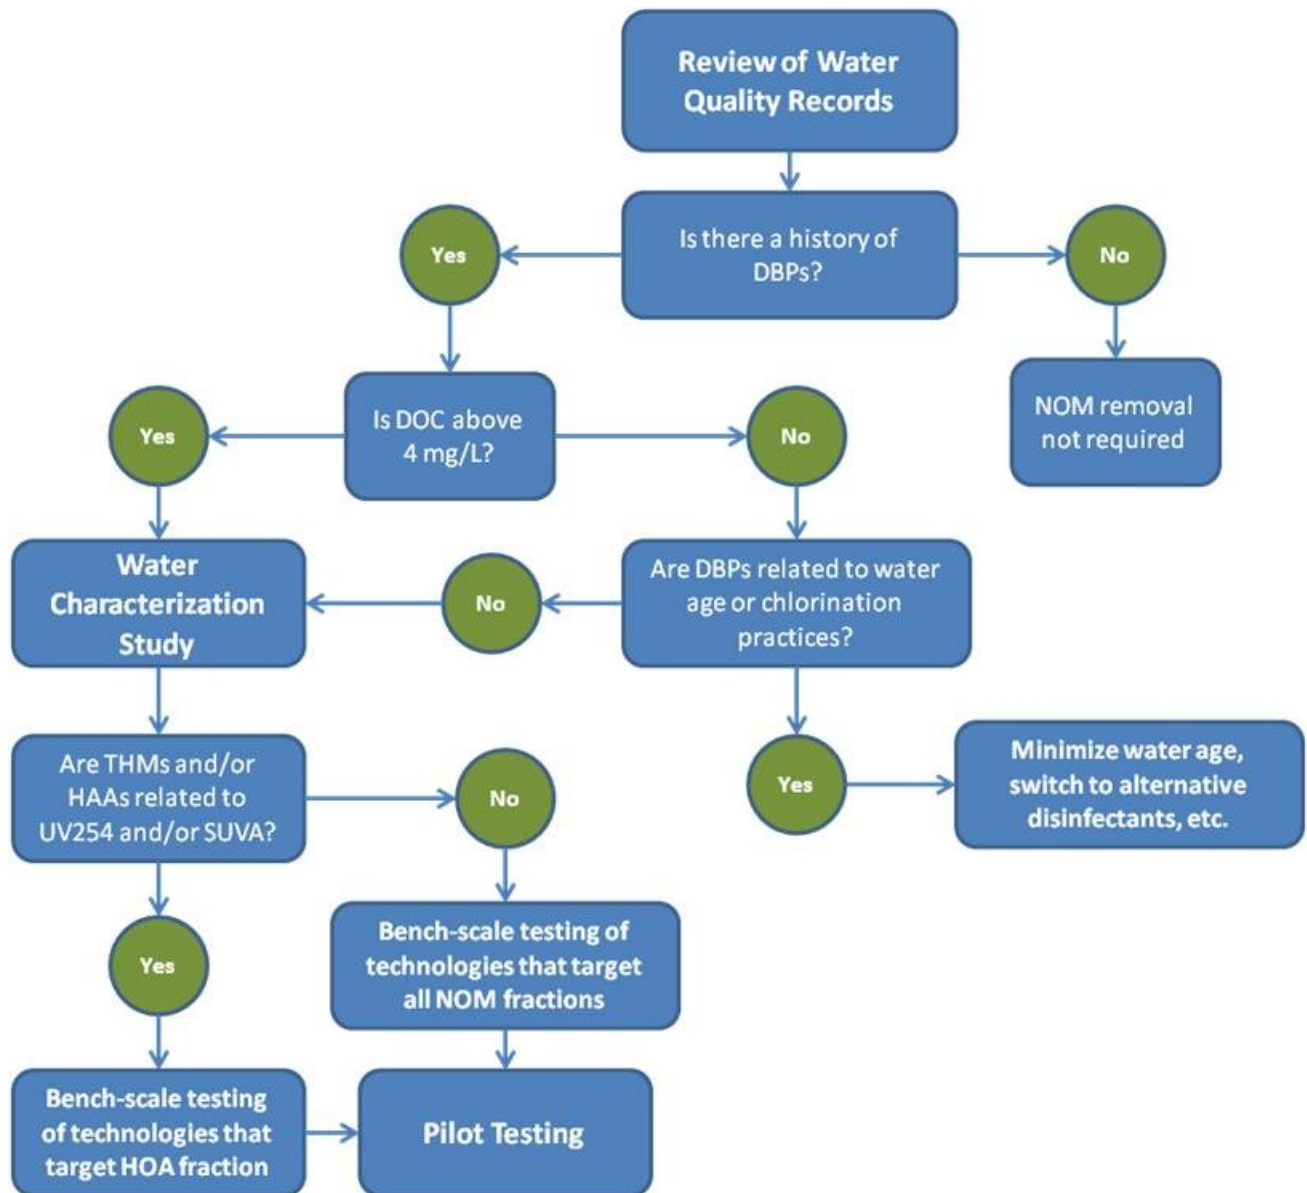 Review of Water
Quality Records
Is there a history of
DBPs?
Yes
No
Is DOC above
4 mg/L?
NOM removal
not required
Yes
No
Water
Characterization
Study
No
Are DBPs related to water
age or chlorination
practices?
Are THMs and/or
HAAs related to
UV254 and/or SUVA?
No
Yes
Minimize water age,
switch to alternative
disinfectants, etc.
Yes
Bench-scale testing of
technologies that target
all NOM fractions
Bench-scale testing
of technologies that
target HOA fraction
Pilot Testing